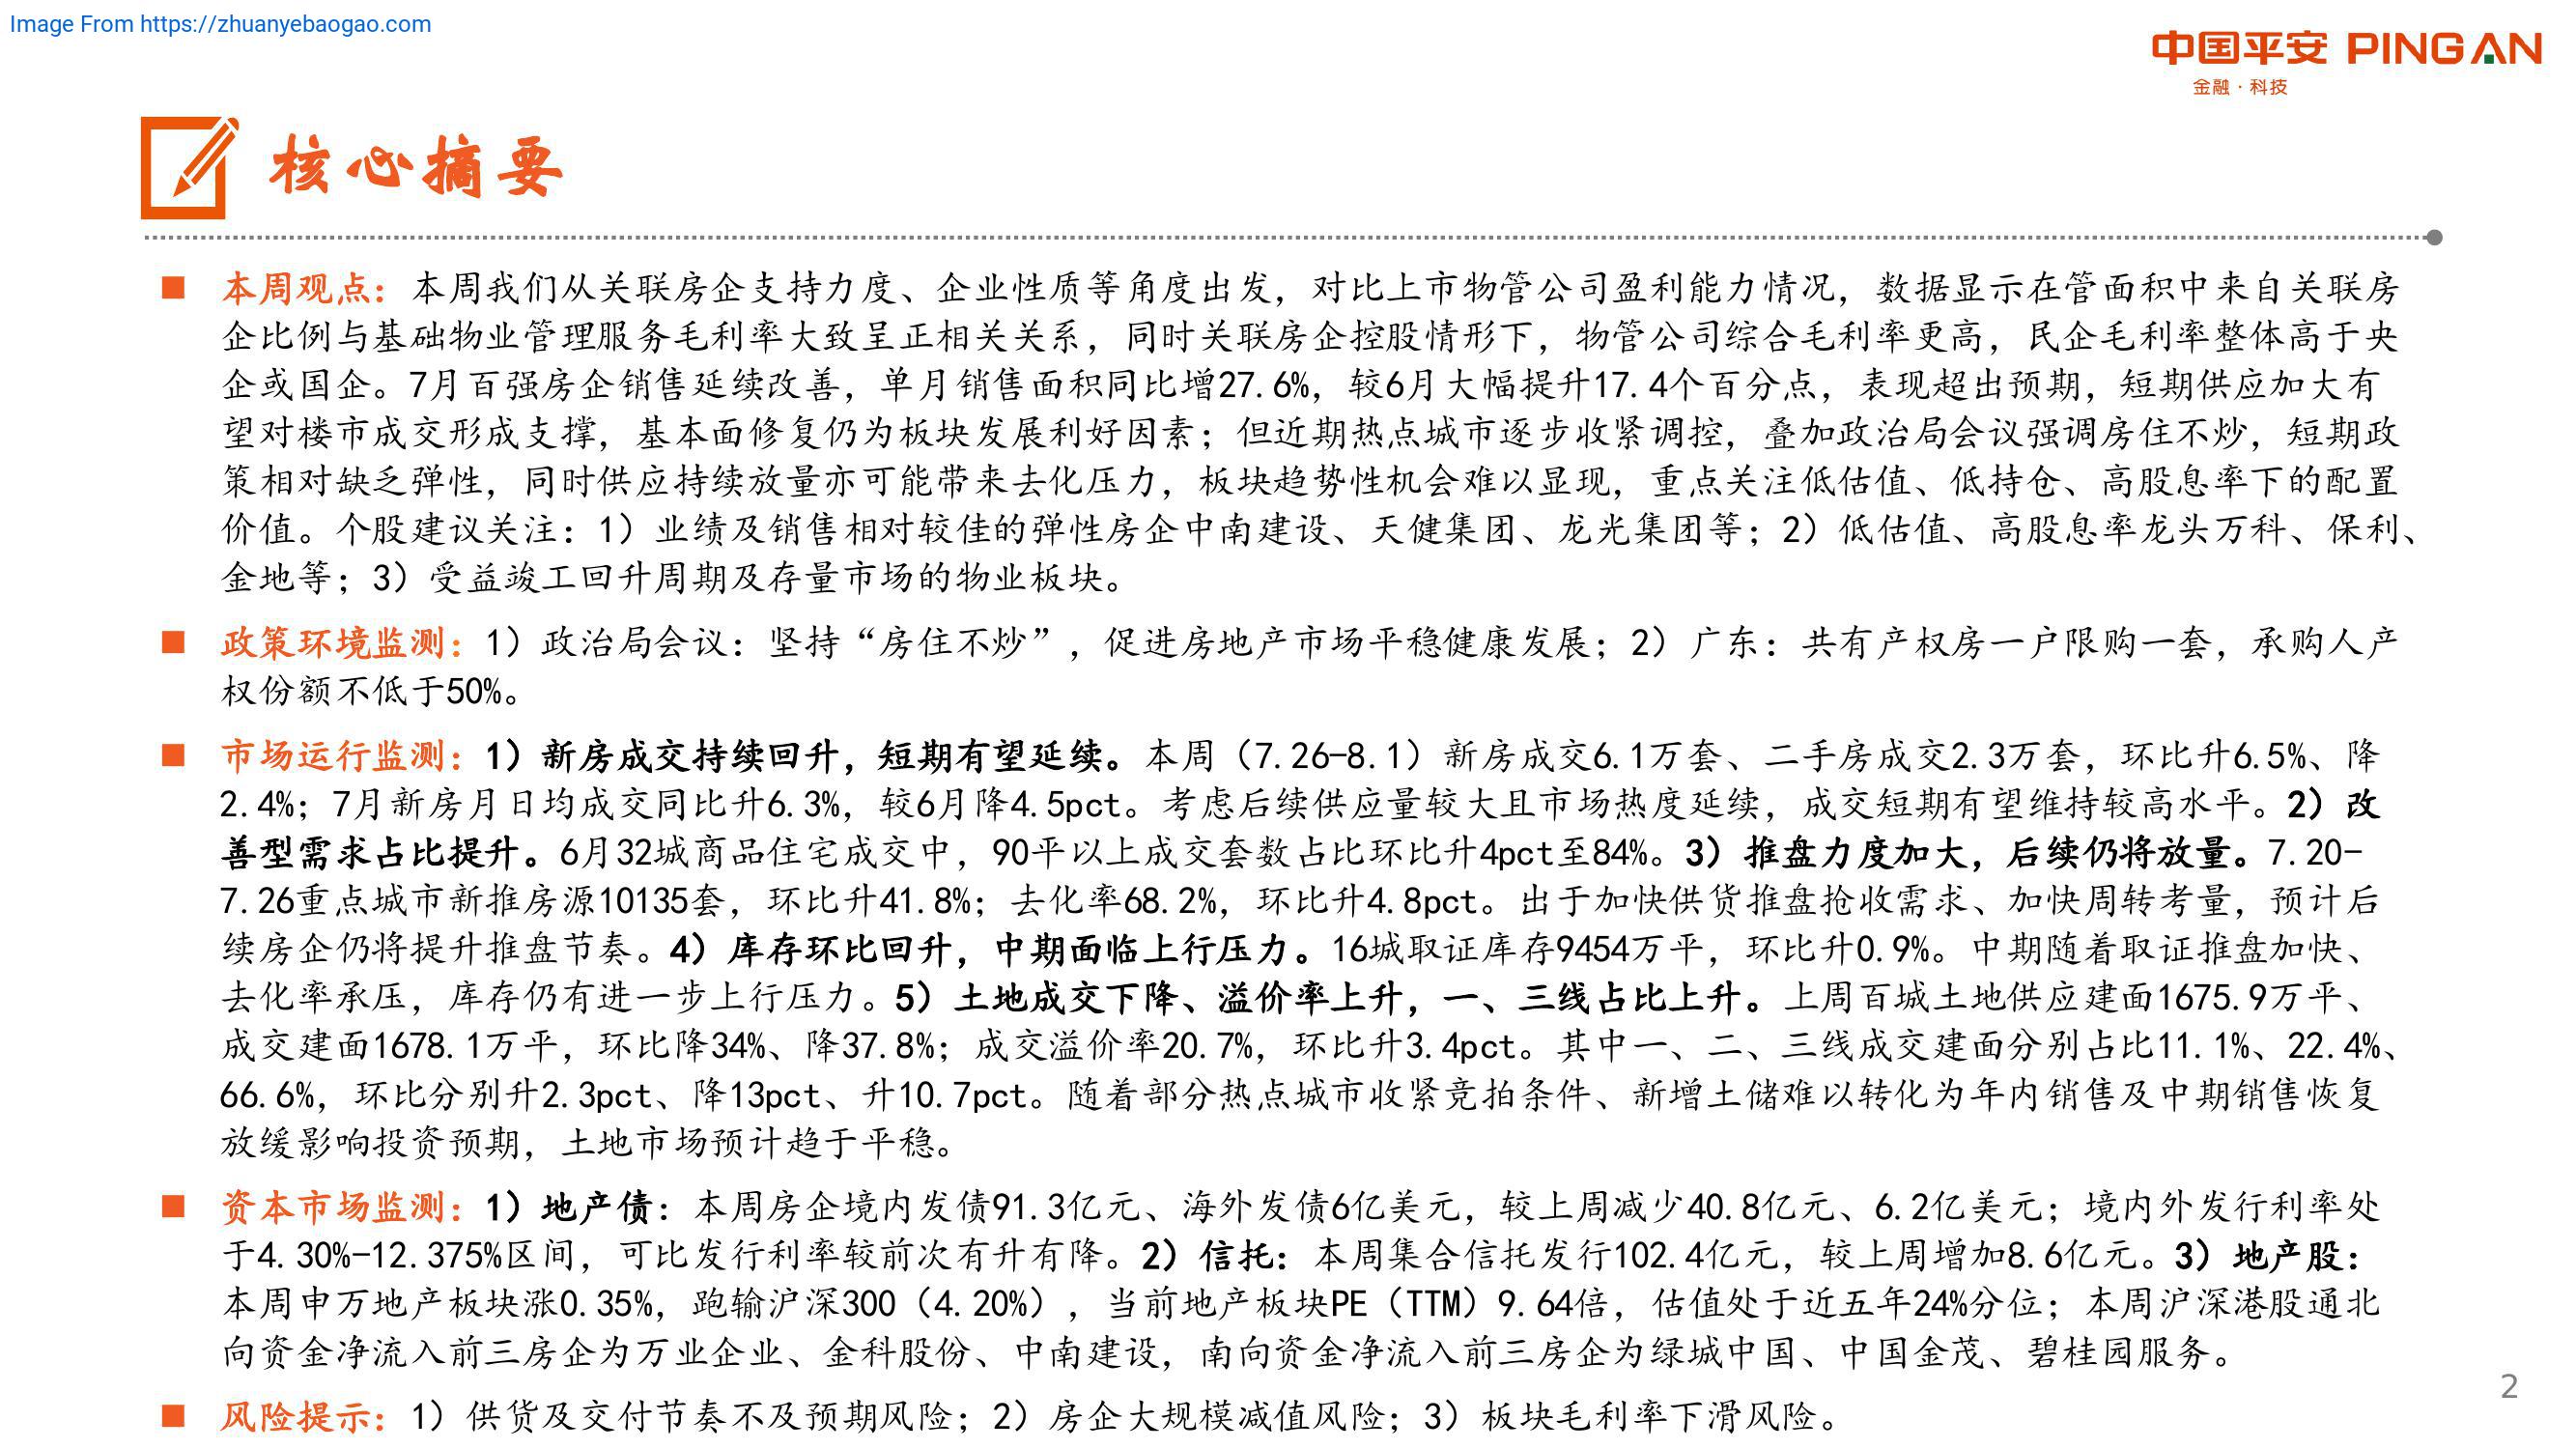 Image From https://zhuanyebaogao.com
中国平安 PINGAN
金融·科技
核心摘要
■ 本周观点：本周我们从关联房企支持力度、企业性质等角度出发，对比上市物管公司盈利能力情况，数据显示在管面积中来自关联房
企比例与基础物业管理服务毛利率大致呈正相关关系，同时关联房企控股情形下，物管公司综合毛利率更高，民企毛利率整体高于央
企或国企。7月百强房企销售延续改善，单月销售面积同比增27.6%，较6月大幅提升17.4个百分点，表现超出预期，短期供应加大有
望对楼市成交形成支撑，基本面修复仍为板块发展利好因素；但近期热点城市逐步收紧调控，叠加政治局会议强调房住不炒，短期政
策相对缺乏弹性，同时供应持续放量亦可能带来去化压力，板块趋势性机会难以显现，重点关注低估值、低持仓、高股息率下的配置
价值。个股建议关注：1）业绩及销售相对较佳的弹性房企中南建设、天健集团、龙光集团等；2）低估值、高股息率龙头万科、保利、
金地等；3）受益竣工回升周期及存量市场的物业板块。
■ 政策环境监测：1）政治局会议：坚持“房住不炒”，促进房地产市场平稳健康发展；2）广东：共有产权房一户限购一套，承购人产
权份额不低于50%。
■ 市场运行监测：1）新房成交持续回升，短期有望延续。本周（7.26-8.1）新房成交6.1万套、二手房成交2.3万套，环比升6.5%、降
2.4%；7月新房月日均成交同比升6.3%，较6月降4.5pct。考虑后续供应量较大且市场热度延续，成交短期有望维持较高水平。2）改
善型需求占比提升。6月32城商品住宅成交中，90平以上成交套数占比环比升4pct至84%。3）推盘力度加大，后续仍将放量。7.20-
7.26重点城市新推房源10135套，环比升41.8%；去化率68.2%，环比升4.8pct。出于加快供货推盘抢收需求、加快周转考量，预计后
续房企仍将提升推盘节奏。4）库存环比回升，中期面临上行压力。16城取证库存9454万平，环比升0.9%。中期随着取证推盘加快、
去化率承压，库存仍有进一步上行压力。5）土地成交下降、溢价率上升，一、三线占比上升。上周百城土地供应建面1675.9万平、
成交建面1678.1万平，环比降34%、降37.8%；成交溢价率20.7%，环比升3.4pct。其中一、二、三线成交建面分别占比11.1%、22.4%、
66.6%，环比分别升2.3pct、降13pct、升10.7pct。随着部分热点城市收紧竞拍条件、新增土储难以转化为年内销售及中期销售恢复
放缓影响投资预期，土地市场预计趋于平稳。
■ 资本市场监测：1）地产债：本周房企境内发债91.3亿元、海外发债6亿美元，较上周减少40.8亿元、6.2亿美元；境内外发行利率处
于4.30%-12.375%区间，可比发行利率较前次有升有降。2）信托：本周集合信托发行102.4亿元，较上周增加8.6亿元。3）地产股：
本周申万地产板块涨0.35%，跑输沪深300（4.20%），当前地产板块PE（TTM）9.64倍，估值处于近五年24%分位；本周沪深港股通北
向资金净流入前三房企为万业企业、金科股份、中南建设，南向资金净流入前三房企为绿城中国、中国金茂、碧桂园服务。
■ 风险提示：1）供货及交付节奏不及预期风险；2）房企大规模减值风险；3）板块毛利率下滑风险。
2